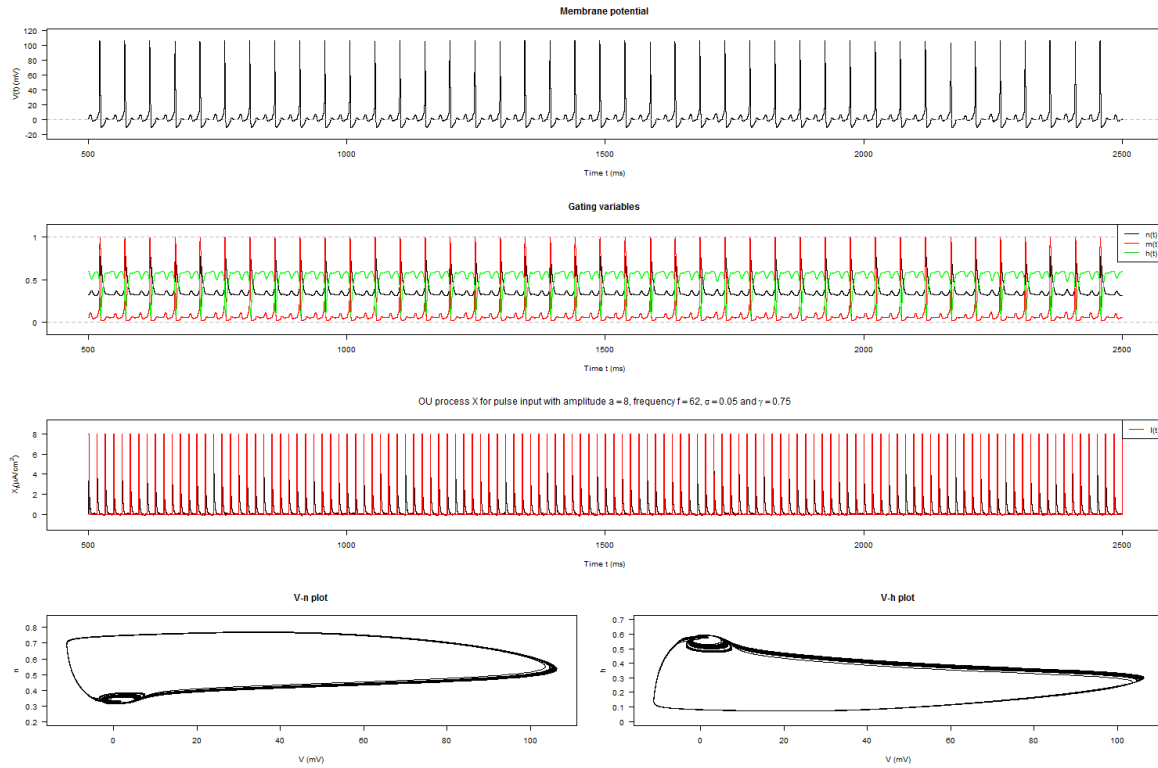 Membrane potential
V(t) (mV)
120
100
80
60
40
20
0
-20
500 1000 1500 2000 2500
Time t (ms)
Gating variables
1
0.5
0
n(t)
m(t
h(t)
500 1000 1500 2000 2500
Time t (ms)
OU process X for pulse input with amplitude a = 8, frequency f = 62, σ = 0.05 and γ = 0.75
8
6
4
2
0
I(t)
500 1000 1500 2000 2500
Time t (ms)
V-n plot
n
0.8
0.7
0.6
0.5
0.4
0.3
0.2
0 20 40 60 80 100
V (mV)
V-h plot
h
0.7
0.6
0.5
0.4
0.3
0.2
0.1
0
0 20 40 60 80 100
V (mV)